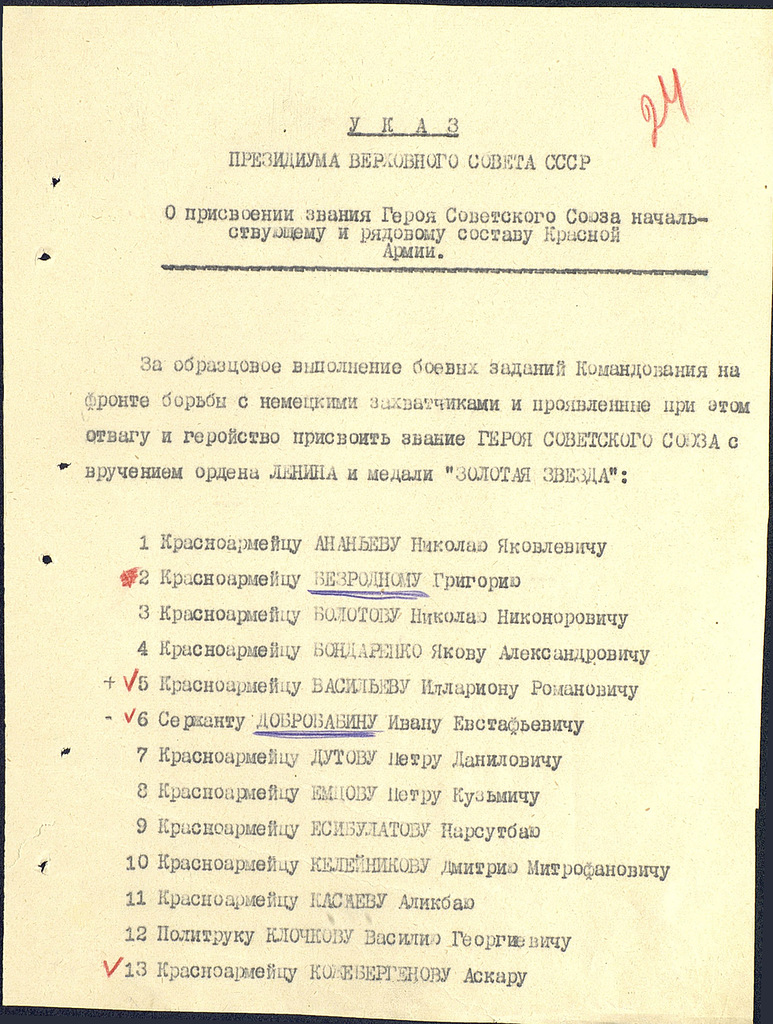 24
У К А З
ПРЕЗИДИУМА ВЕРХОВНОГО СОВЕТА СССР
О присвоении звания Героя Советского Союза началь-
ствующему и рядовому составу Красной
Армии.
За образцовое выполнение боевых заданий Командования на
фронте борьбы с немецкими захватчиками и проявленные при этом
отвагу и геройство присвоить звание ГЕРОЯ СОВЕТСКОГО СОЮЗА с
вручением ордена ЛЕНИНА и медали "ЗОЛОТАЯ ЗВЕЗДА":
1 Красноармейцу АНАНЬЕВУ Николаю Яковлевичу
2 Красноармейцу БЕЗРОДНОМУ Григорию
3 Красноармейцу БОЛОТОВУ Николаю Никоноровичу
4 Красноармейцу БОНДАРЕНКО Якову Александровичу
+ ✓ 5 Красноармейцу ВАСИЛЬЕВУ Иллариону Романовичу
- ✓ 6 Сержанту ДОБРОБАБИНУ Ивану Евстафьевичу
7 Красноармейцу ДУТОВУ Петру Даниловичу
8 Красноармейцу ЕМЦОВУ Петру Кузьмичу
9 Красноармейцу ЕСИБУЛАТОВУ Нарсутбаю
10 Красноармейцу КЕЛЕЙНИКОВУ Дмитрию Митрофановичу
11 Красноармейцу КАСАЕВУ Аликбаю
12 Политруку КЛОЧКОВУ Василию Георгиевичу
✓ 13 Красноармейцу КОЖЕБЕРГЕНОВУ Аскару